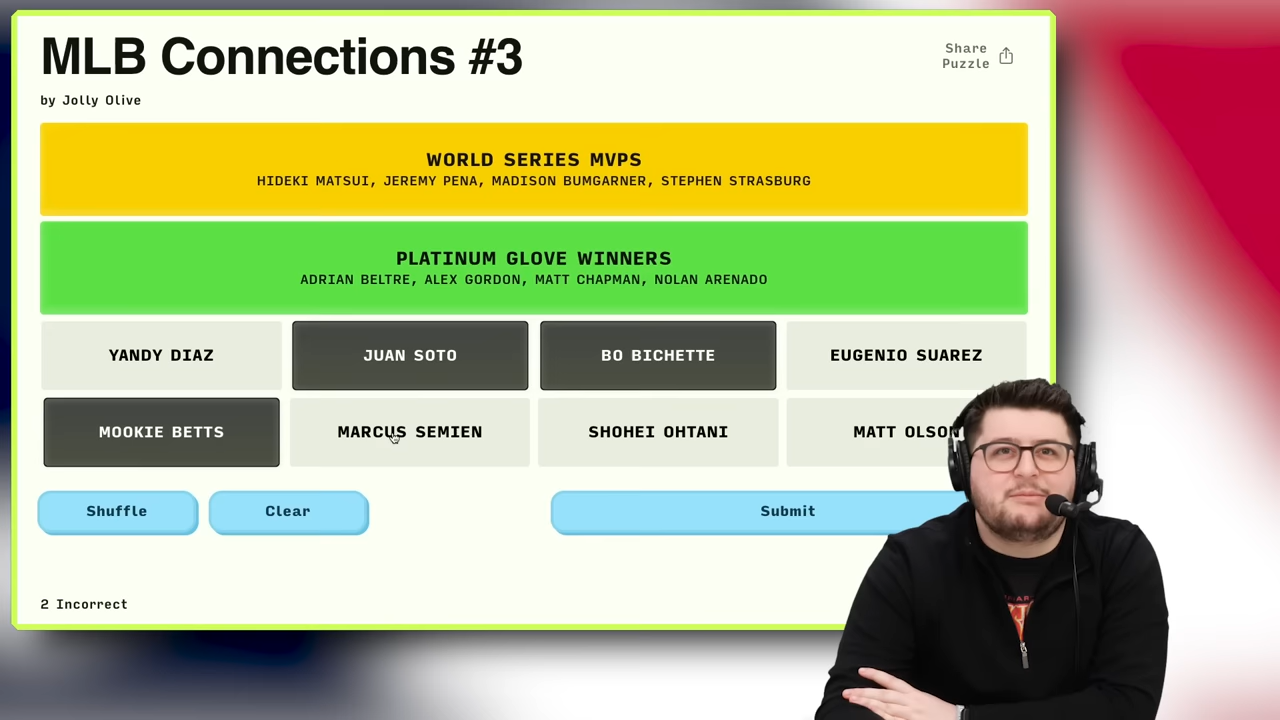 MLB Connections #3
Share
Puzzle
by Jolly Olive
WORLD SERIES MVPS
HIDEKI MATSUI, JEREMY PENA, MADISON BUMGARNER, STEPHEN STRASBURG
PLATINUM GLOVE WINNERS
ADRIAN BELTRE, ALEX GORDON, MATT CHAPMAN, NOLAN ARENADO
YANDY DIAZ
JUAN SOTO
BO BICHETTE
EUGENIO SUAREZ
MOOKIE BETTS
MARCUS SEMIEN
SHOHEI OHTANI
MATT OLSON
Shuffle
Clear
Submit
2 Incorrect